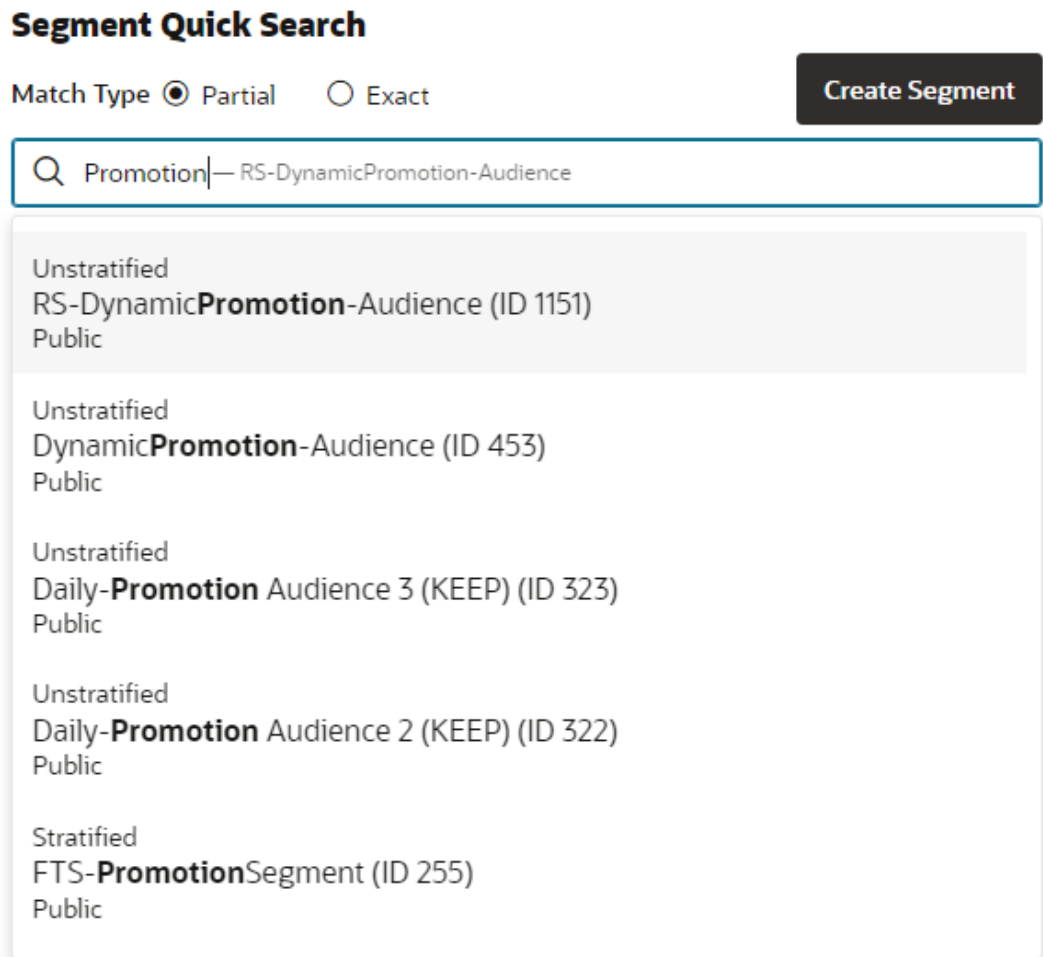 Segment Quick Search
Match Type Partial Exact
Create Segment
Promotion— RS-DynamicPromotion-Audience
Unstratified
RS-DynamicPromotion-Audience (ID 1151)
Public
Unstratified
DynamicPromotion-Audience (ID 453)
Public
Unstratified
Daily-Promotion Audience 3 (KEEP) (ID 323)
Public
Unstratified
Daily-Promotion Audience 2 (KEEP) (ID 322)
Public
Stratified
FTS-PromotionSegment (ID 255)
Public